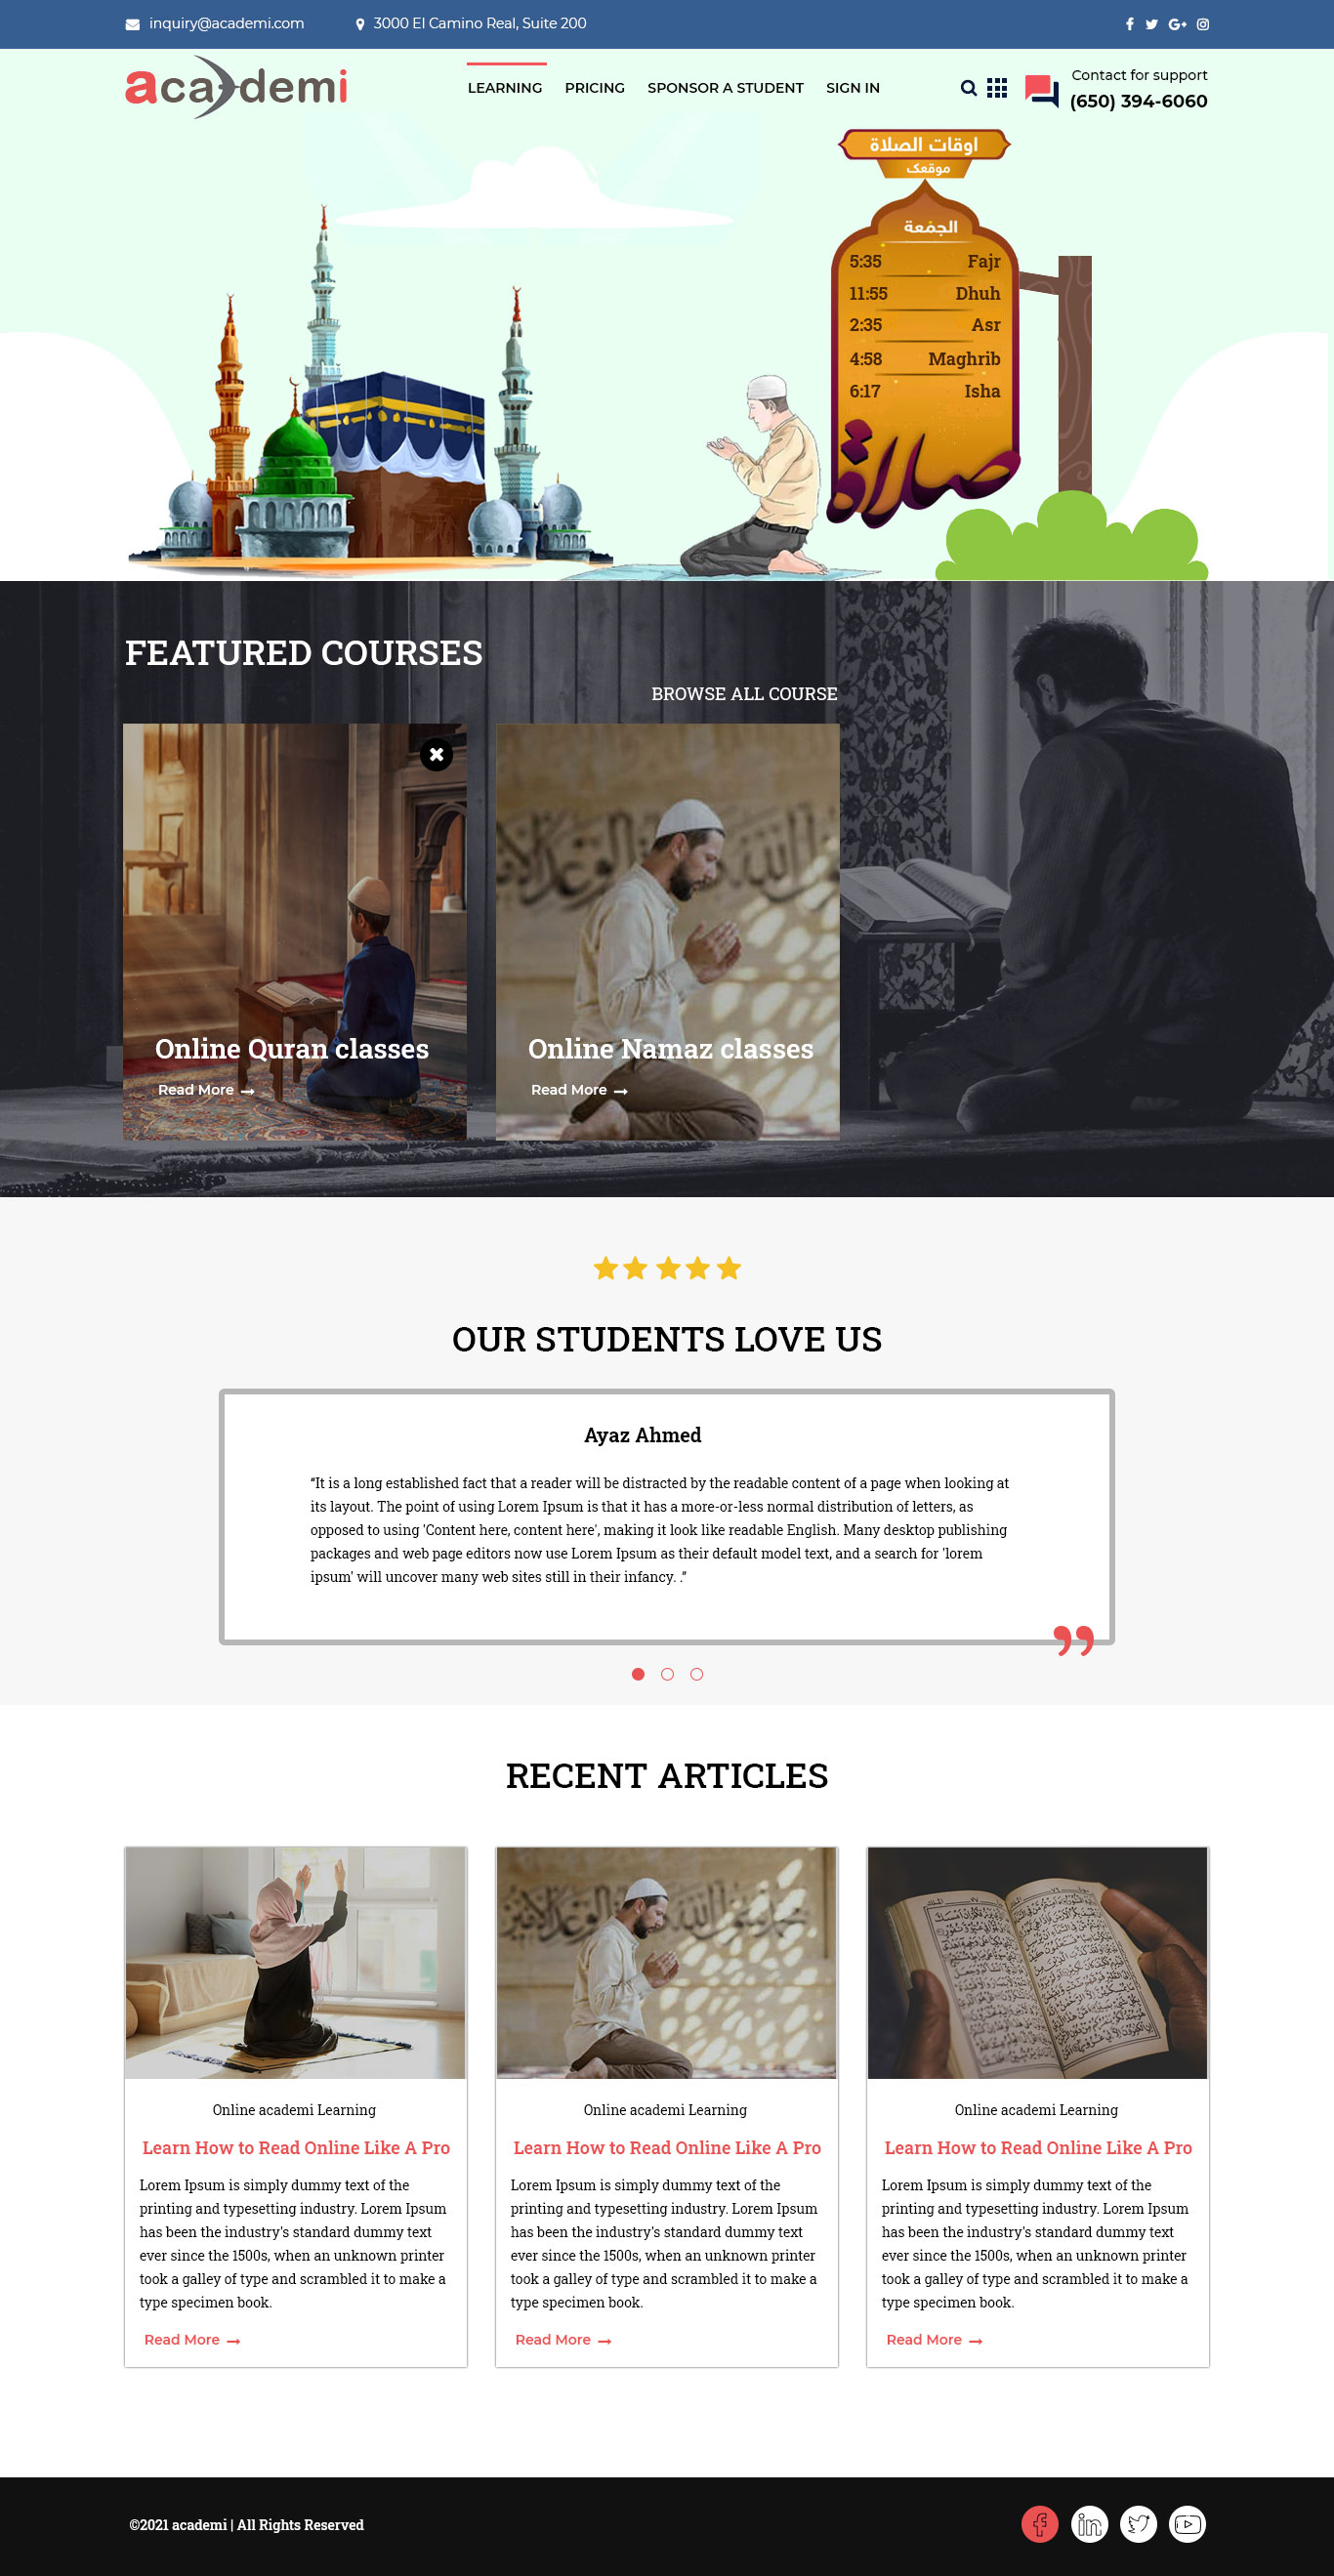 inquiry@academi.com
3000 El Camino Real, Suite 200
academi
LEARNING
PRICING
SPONSOR A STUDENT
SIGN IN
Contact for support
(650) 394-6060
اوقات الصلاة
موقعك
الجمعة
5:35 Fajr
11:55 Dhuh
2:35 Asr
4:58 Maghrib
6:17 Isha
صلاة
FEATURED COURSES
BROWSE ALL COURSE
Online Quran classes
Read More
Online Namaz classes
Read More
OUR STUDENTS LOVE US
Ayaz Ahmed
“It is a long established fact that a reader will be distracted by the readable content of a page when looking at
its layout. The point of using Lorem Ipsum is that it has a more-or-less normal distribution of letters, as
opposed to using 'Content here, content here', making it look like readable English. Many desktop publishing
packages and web page editors now use Lorem Ipsum as their default model text, and a search for 'lorem
ipsum' will uncover many web sites still in their infancy. .”
RECENT ARTICLES
Online academi Learning
Learn How to Read Online Like A Pro
Lorem Ipsum is simply dummy text of the
printing and typesetting industry. Lorem Ipsum
has been the industry's standard dummy text
ever since the 1500s, when an unknown printer
took a galley of type and scrambled it to make a
type specimen book.
Read More
Online academi Learning
Learn How to Read Online Like A Pro
Lorem Ipsum is simply dummy text of the
printing and typesetting industry. Lorem Ipsum
has been the industry's standard dummy text
ever since the 1500s, when an unknown printer
took a galley of type and scrambled it to make a
type specimen book.
Read More
Online academi Learning
Learn How to Read Online Like A Pro
Lorem Ipsum is simply dummy text of the
printing and typesetting industry. Lorem Ipsum
has been the industry's standard dummy text
ever since the 1500s, when an unknown printer
took a galley of type and scrambled it to make a
type specimen book.
Read More
©2021 academi | All Rights Reserved